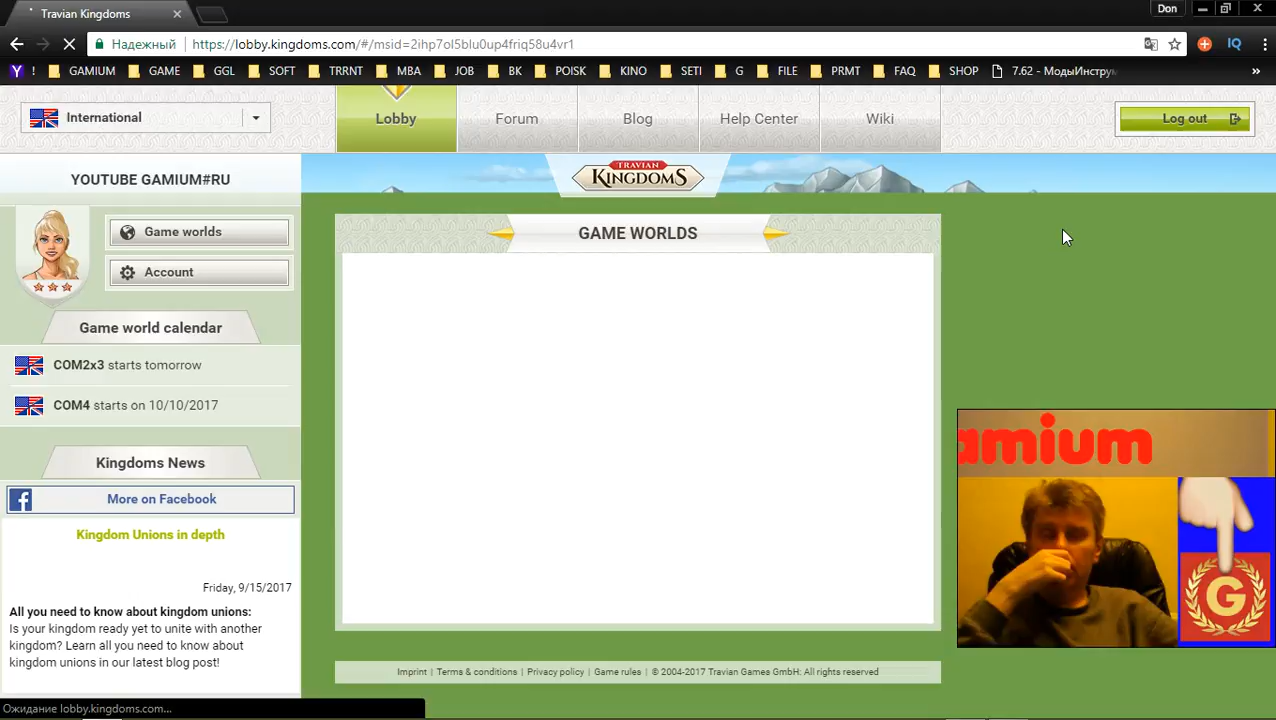 Travian Kingdoms
Don
Надежный
https://lobby.kingdoms.com/#/msid=2ihp7ol5blu0up4friq58u4vr1
IQ
Y !
GAMIUM
GAME
GGL
SOFT
TRRNT
MBA
JOB
BK
POISK
KINO
SETI
G
FILE
PRMT
FAQ
SHOP
7.62 - МодыИнструм
»
International
Lobby
Forum
Blog
Help Center
Wiki
Log out
YOUTUBE GAMIUM#RU
TRAVIAN
KINGDOMS
Game worlds
Account
GAME WORLDS
Game world calendar
COM2x3 starts tomorrow
COM4 starts on 10/10/2017
Kingdoms News
f More on Facebook
Kingdom Unions in depth
Friday, 9/15/2017
All you need to know about kingdom unions:
Is your kingdom ready yet to unite with another
kingdom? Learn all you need to know about
kingdom unions in our latest blog post!
amium
G
Imprint | Terms & conditions | Privacy policy | Game rules | © 2004-2017 Travian Games GmbH: All rights reserved
Ожидание lobby.kingdoms.com...